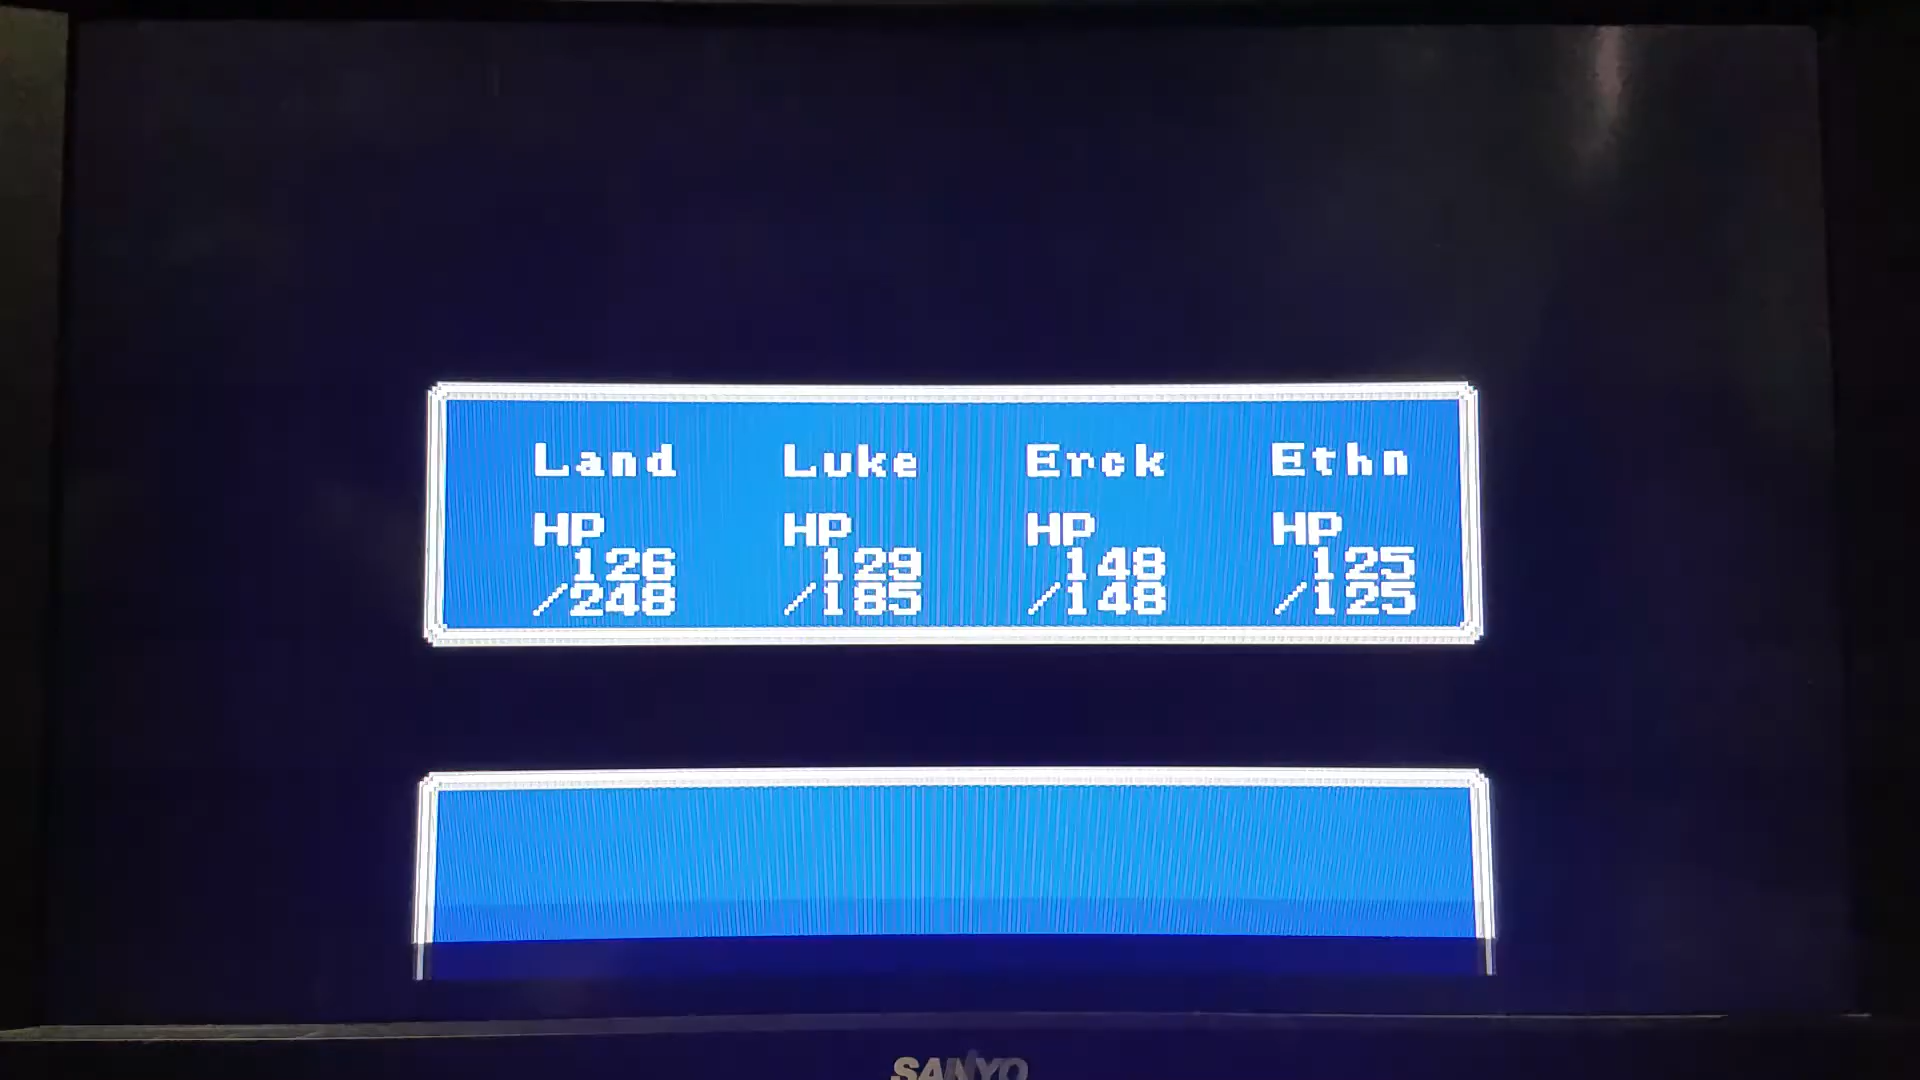 Land Luke Erck Ethn
HP HP HP HP
126 129 148 125
/248 /185 /148 /125
SANYO